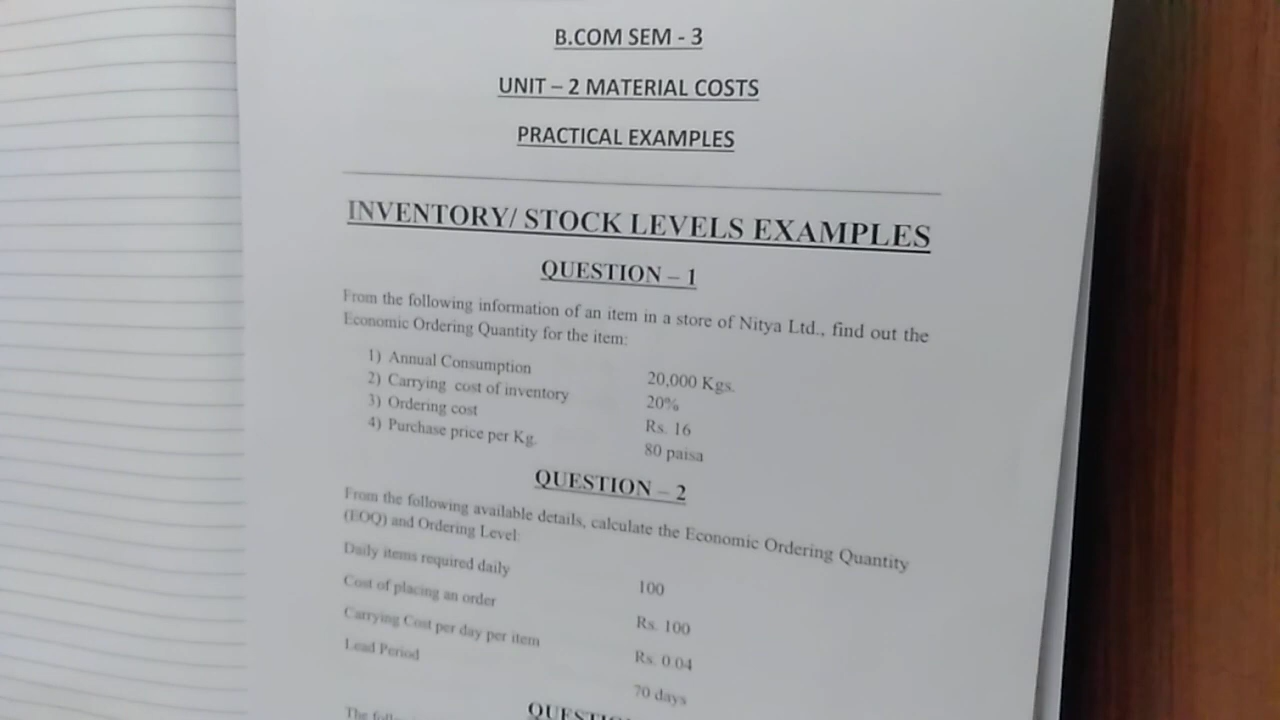 B.COM SEM - 3
UNIT – 2 MATERIAL COSTS
PRACTICAL EXAMPLES
INVENTORY/ STOCK LEVELS EXAMPLES
QUESTION – 1
From the following information of an item in a store of Nitya Ltd., find out the
Economic Ordering Quantity for the item:
1) Annual Consumption 20,000 Kgs.
2) Carrying cost of inventory 20%
3) Ordering cost Rs. 16
4) Purchase price per Kg. 80 paisa
QUESTION – 2
From the following available details, calculate the Economic Ordering Quantity
(EOQ) and Ordering Level:
Daily items required daily 100
Cost of placing an order Rs. 100
Carrying Cost per day per item Rs. 0.04
Lead Period 70 days
The